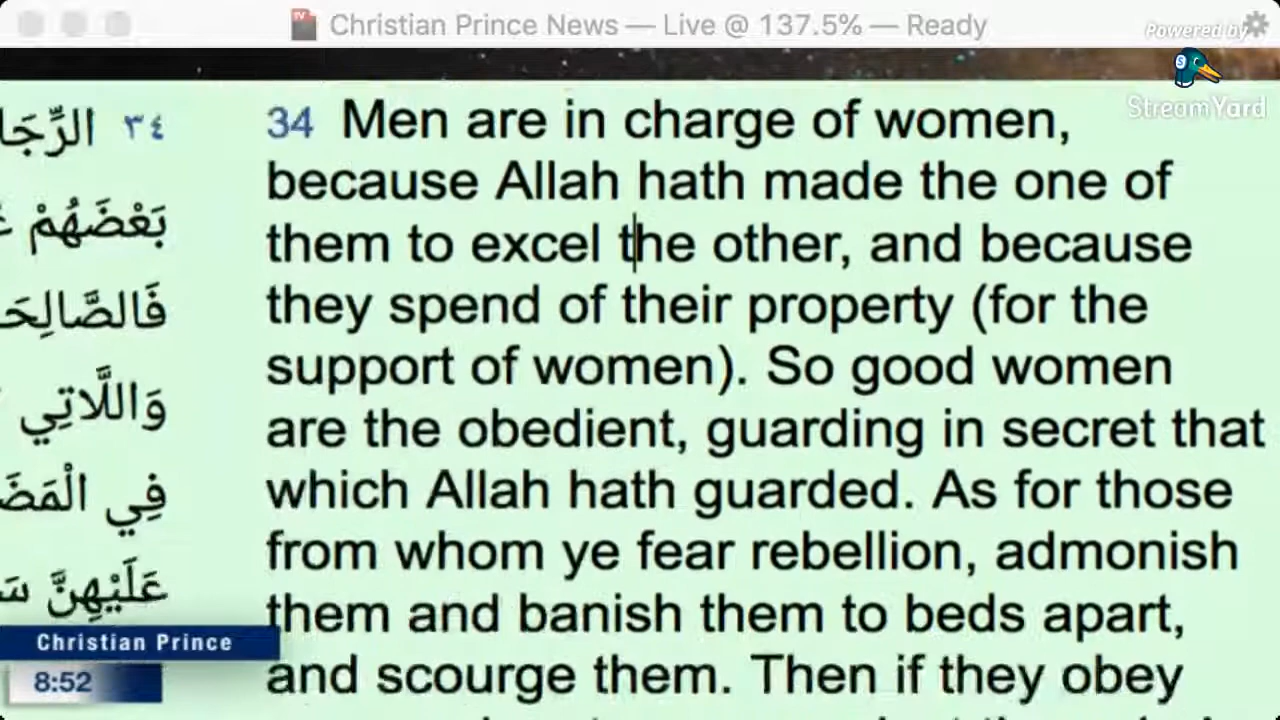 Christian Prince News — Live @ 137.5% — Ready
Powered by
StreamYard
٣٤ الرِّجَا
بَعْضَهُمْ
فَالصَّالِحَ
وَاللَّاتِي
فِي الْمَضَ
عَلَيْهِنَّ سَ
34 Men are in charge of women,
because Allah hath made the one of
them to excel the other, and because
they spend of their property (for the
support of women). So good women
are the obedient, guarding in secret that
which Allah hath guarded. As for those
from whom ye fear rebellion, admonish
them and banish them to beds apart,
and scourge them. Then if they obey
Christian Prince
8:52